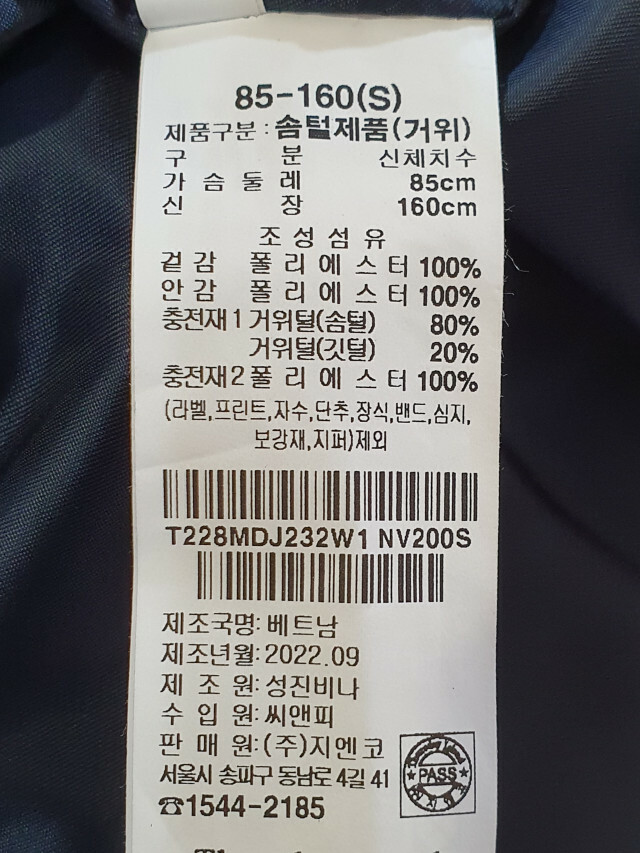 85-160(S)
제품구분 : 솜털제품(거위)
구 분 신체치수
가 슴 둘 레 85cm
신 장 160cm
조 성 섬 유
겉 감 폴 리 에 스 터 100%
안 감 폴 리 에 스 터 100%
충전재 1 거위털(솜털) 80%
거위털(깃털) 20%
충전재 2 폴 리 에 스 터 100%
(라벨,프린트,자수,단추,장식,밴드,심지,
보강재,지퍼)제외
T228MDJ232W1 NV200S
제조국명: 베트남
제조년월: 2022.09
제 조 원: 성진비나
수 입 원: 씨앤피
판 매 원: (주)지엔코
서울시 송파구 동남로 4길 41
☎1544-2185
PASS